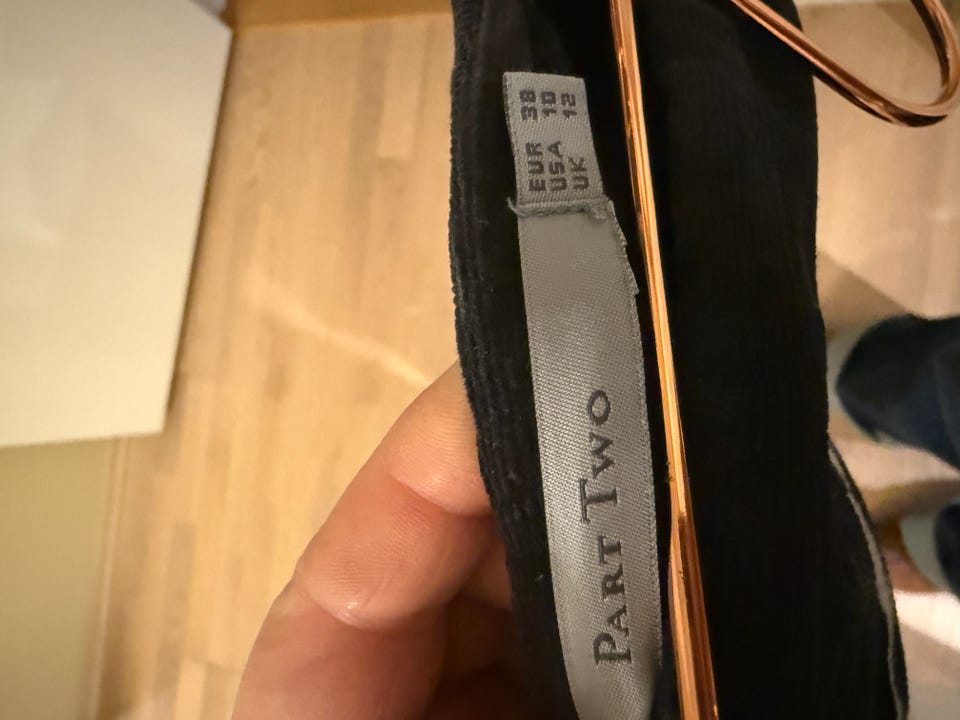 EUR 38
USA 10
UK 12
PART TWO